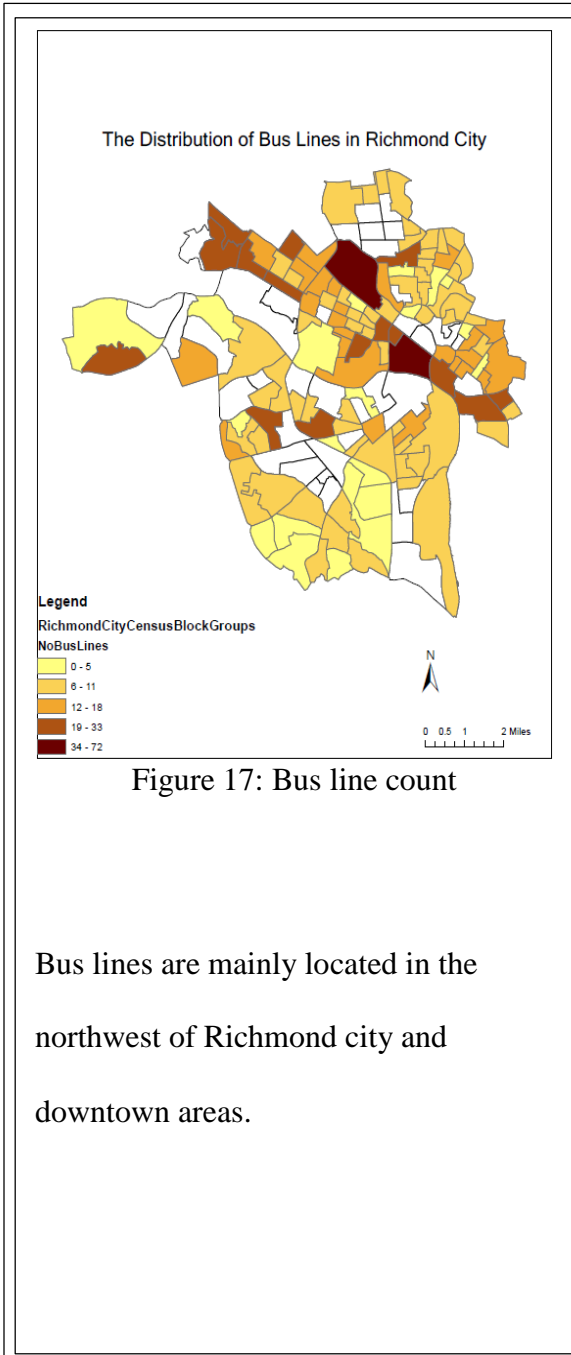 The Distribution of Bus Lines in Richmond City
Legend
RichmondCityCensusBlockGroups
NoBusLines
0 - 5
6 - 11
12 - 18
19 - 33
34 - 72
N
0 0.5 1 2 Miles
Figure 17: Bus line count
Bus lines are mainly located in the
northwest of Richmond city and
downtown areas.